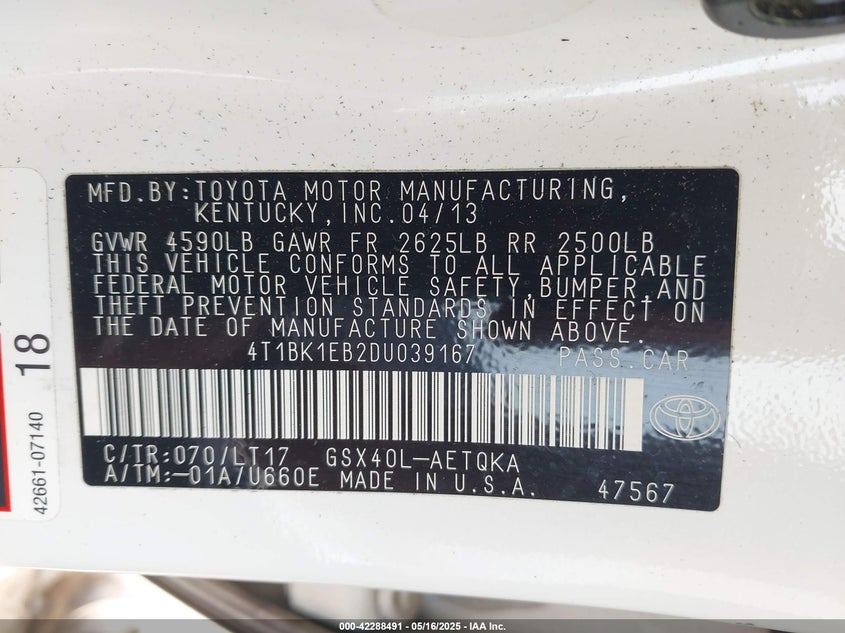 MFD.BY:TOYOTA MOTOR MANUFACTURING,
KENTUCKY,INC.04/13
GVWR 4590LB GAWR FR 2625LB RR 2500LB
THIS VEHICLE CONFORMS TO ALL APPLICABLE
FEDERAL MOTOR VEHICLE SAFETY,BUMPER,AND
THEFT PREVENTION STANDARDS IN EFFECT ON
THE DATE OF MANUFACTURE SHOWN ABOVE.
4T1BK1EB2DU039167 PASS.CAR
C/TR:070/LT17 GSX40L-AETQKA
A/TM:-01A/U660E MADE IN U.S.A. 47567
42661-07140 18
000-42288491 - 05/16/2025 - IAA Inc.